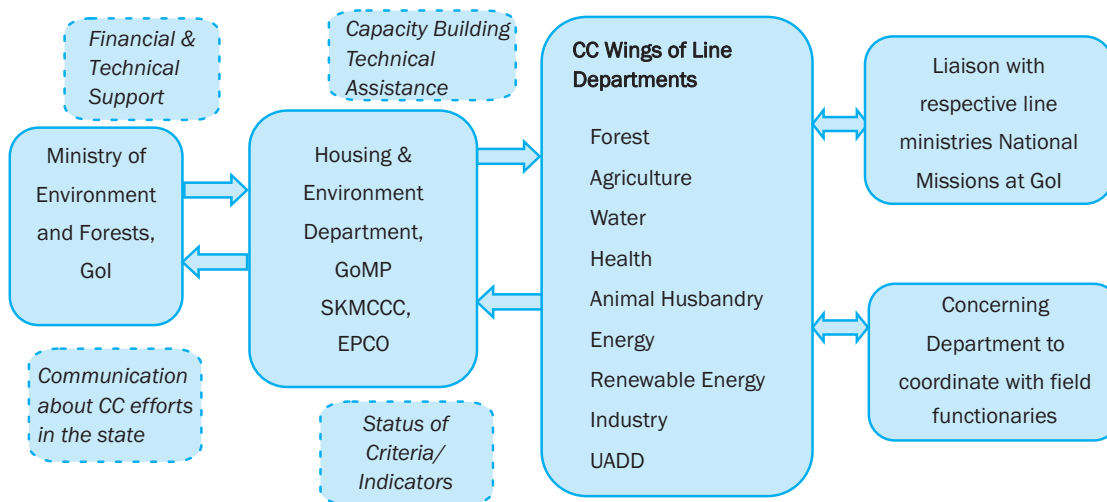 Financial &
Technical
Support
Ministry of
Environment
and Forests,
GoI
Communication
about CC efforts
in the state
Capacity Building
Technical
Assistance
Housing &
Environment
Department,
GoMP
SKMCCC,
EPCO
Status of
Criteria/
Indicators
CC Wings of Line
Departments
Forest
Agriculture
Water
Health
Animal Husbandry
Energy
Renewable Energy
Industry
UADD
Liaison with
respective line
ministries National
Missions at GoI
Concerning
Department to
coordinate with field
functionaries